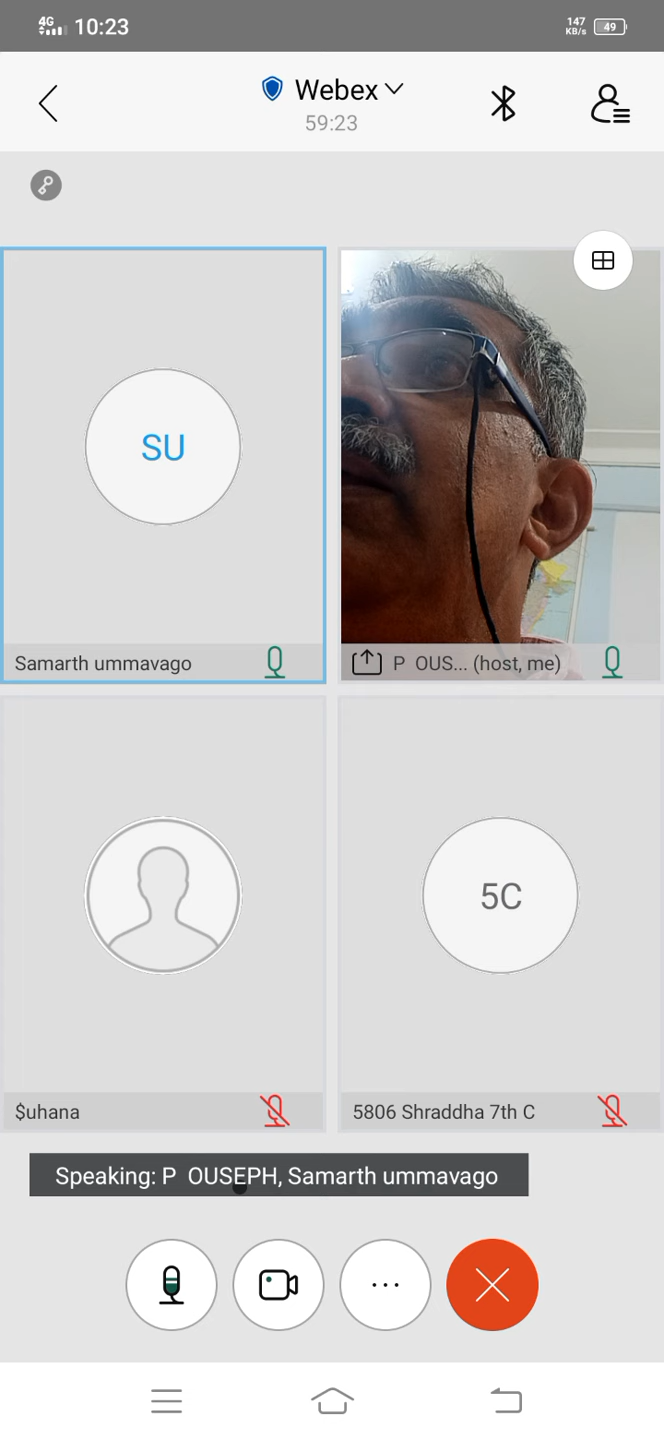 4G 10:23 147 KB/s 49
Webex
59:23
SU
Samarth ummavago
P OUS... (host, me)
5C
$uhana
5806 Shraddha 7th C
Speaking: P OUSEPH, Samarth ummavago